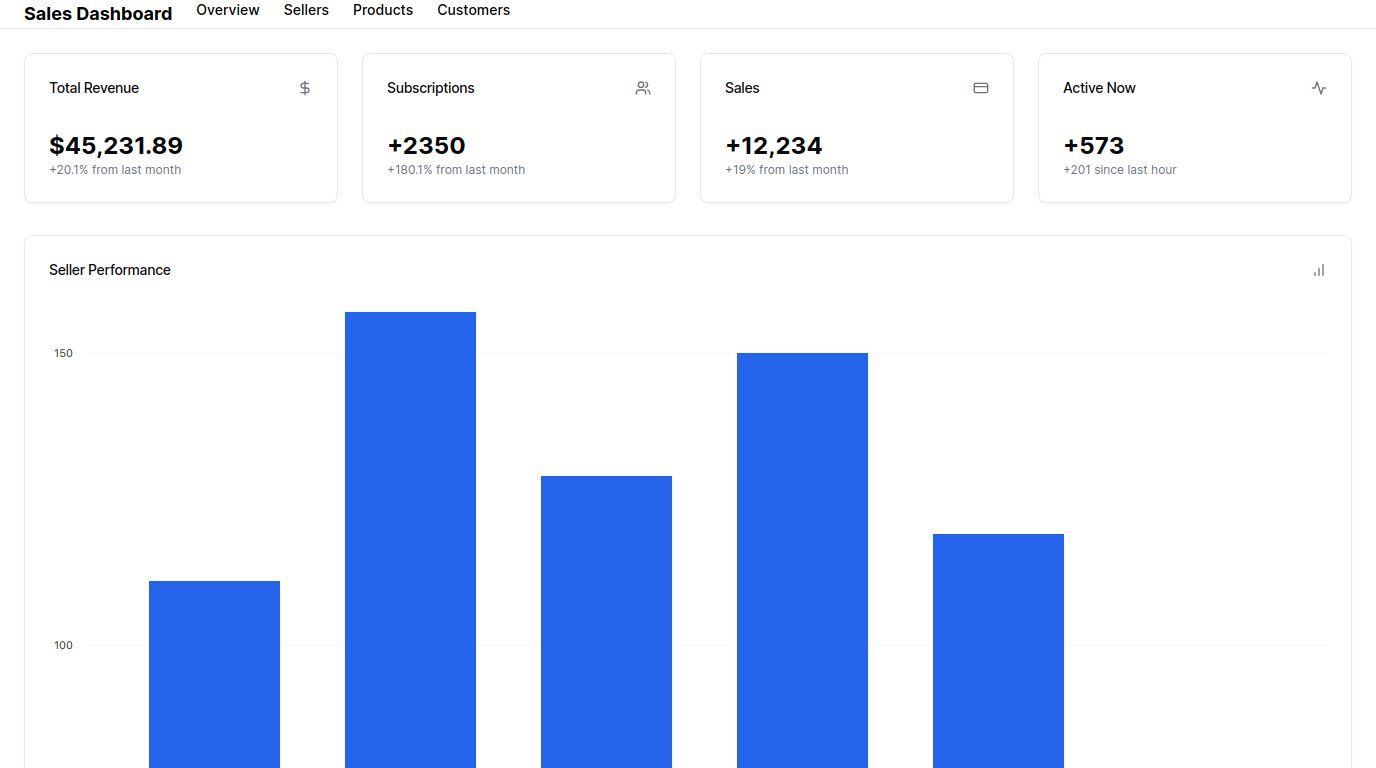 Sales Dashboard Overview Sellers Products Customers
Total Revenue
$45,231.89
+20.1% from last month
Subscriptions
+2350
+180.1% from last month
Sales
+12,234
+19% from last month
Active Now
+573
+201 since last hour
Seller Performance
150
100